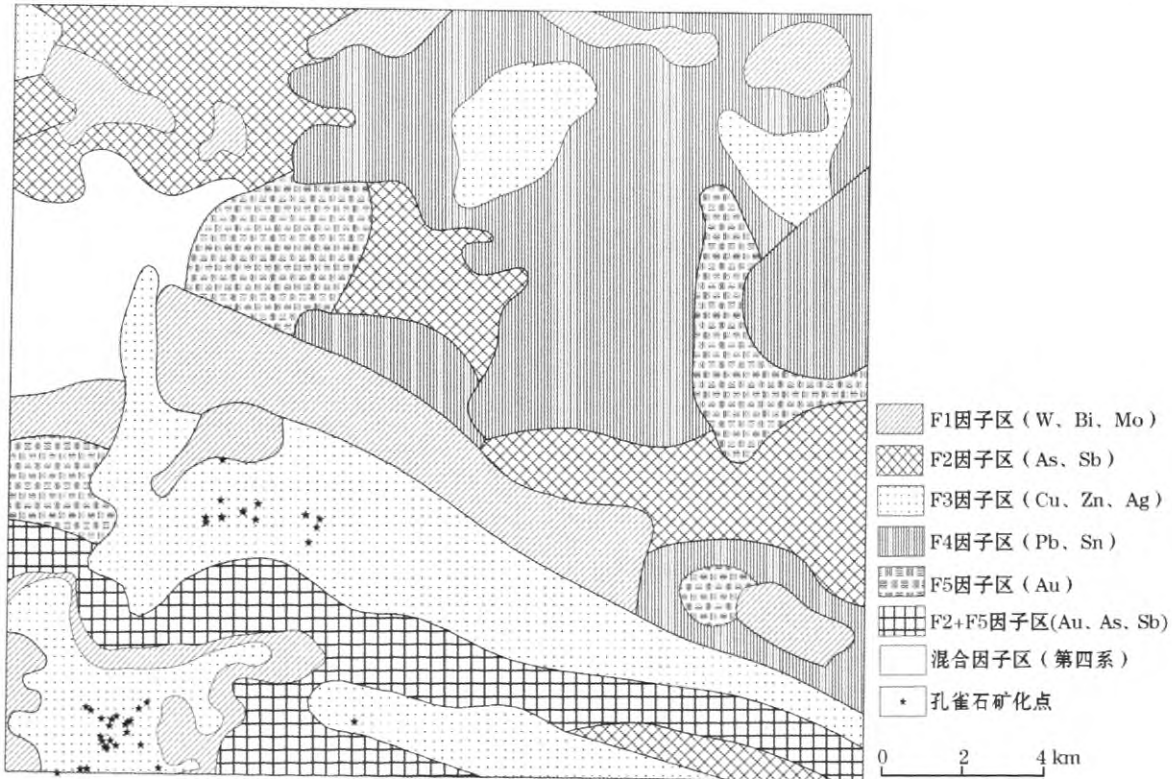 F1因子区（W、Bi、Mo）
F2因子区（As、Sb）
F3因子区（Cu、Zn、Ag）
F4因子区（Pb、Sn）
F5因子区（Au）
F2+F5因子区(Au、As、Sb)
混合因子区（第四系）
孔雀石矿化点
0 2 4 km